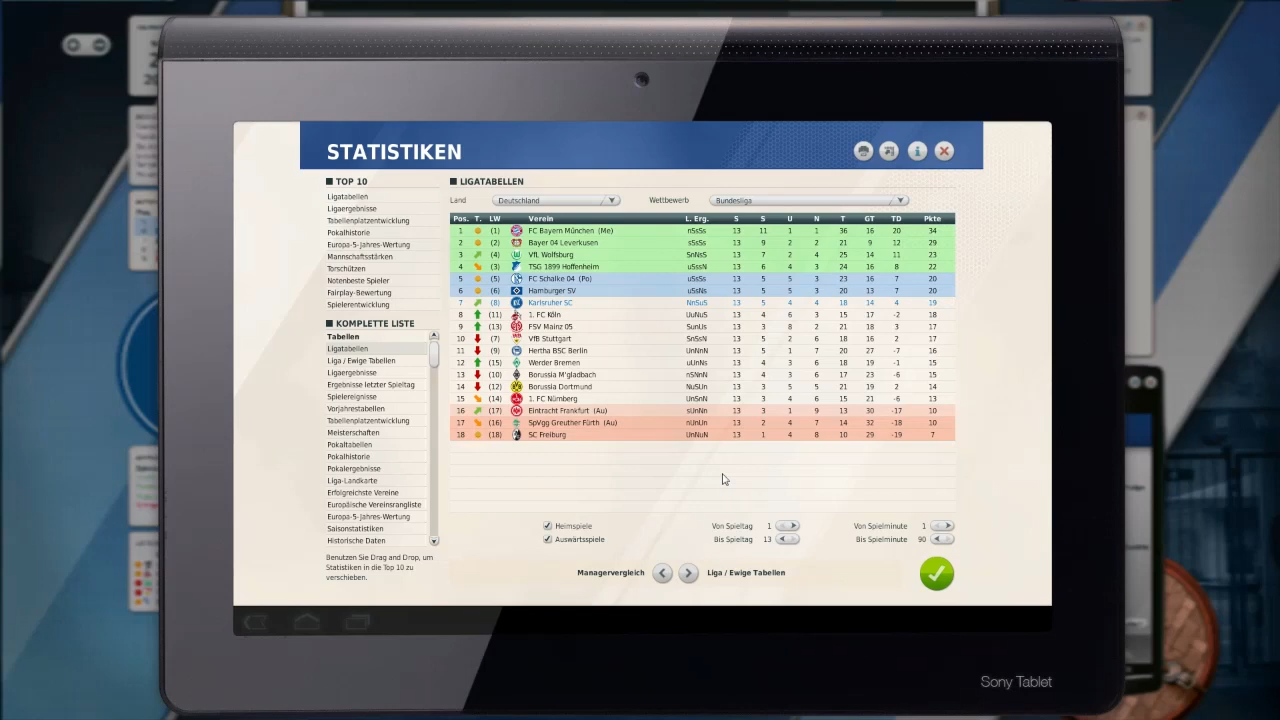 STATISTIKEN
TOP 10
Ligatabellen
Ligaergebnisse
Tabellenplatzentwicklung
Pokalhistorie
Europa-5-Jahres-Wertung
Mannschaftsstärken
Torschützen
Notenbeste Spieler
Fairplay-Bewertung
Spielerentwicklung
KOMPLETTE LISTE
Tabellen
Ligatabellen
Liga / Ewige Tabellen
Ligaergebnisse
Ergebnisse letzter Spieltag
Spielereignisse
Vorjahrestabellen
Tabellenplatzentwicklung
Meisterschaften
Pokaltabellen
Pokalhistorie
Pokalergebnisse
Liga-Landkarte
Erfolgreichste Vereine
Europäische Vereinsrangliste
Europa-5-Jahres-Wertung
Saisonstatistiken
Historische Daten
Benutzen Sie Drag and Drop, um
Statistiken in die Top 10 zu
verschieben.
LIGATABELLEN
Land Deutschland Wettbewerb Bundesliga
Pos. T. LW Verein L. Erg. S S U N T GT TD Pkte
1 (1) FC Bayern München (Me) nSsSs 13 11 1 1 36 16 20 34
2 (2) Bayer 04 Leverkusen sSsSs 13 9 2 2 21 9 12 29
3 (4) VfL Wolfsburg SnNsS 13 7 2 4 25 14 11 23
4 (3) TSG 1899 Hoffenheim uSssN 13 6 4 3 24 16 8 22
5 (5) FC Schalke 04 (Po) uSsSs 13 5 5 3 23 16 7 20
6 (6) Hamburger SV uSsNs 13 5 5 3 20 13 7 20
7 (8) Karlsruher SC NnSuS 13 5 4 4 18 14 4 19
8 (11) 1. FC Köln UuNuS 13 4 6 3 15 17 -2 18
9 (13) FSV Mainz 05 SunUs 13 3 8 2 21 18 3 17
10 (7) VfB Stuttgart SnSsN 13 5 2 6 18 16 2 17
11 (9) Hertha BSC Berlin UnNnN 13 5 1 7 20 27 -7 16
12 (15) Werder Bremen uUnNs 13 4 3 6 18 19 -1 15
13 (10) Borussia M'gladbach nSNnN 13 4 3 6 17 23 -6 15
14 (12) Borussia Dortmund NuSUn 13 3 5 5 21 19 2 14
15 (14) 1. FC Nürnberg UnSnN 13 3 4 6 15 21 -6 13
16 (17) Eintracht Frankfurt (Au) sUnNn 13 3 1 9 13 30 -17 10
17 (16) SpVgg Greuther Fürth (Au) nUnUn 13 2 4 7 14 32 -18 10
18 (18) SC Freiburg UnNuN 13 1 4 8 10 29 -19 7
Heimspiele Von Spieltag 1 Von Spielminute 1
Auswärtsspiele Bis Spieltag 13 Bis Spielminute 90
Managervergleich Liga / Ewige Tabellen
Sony Tablet